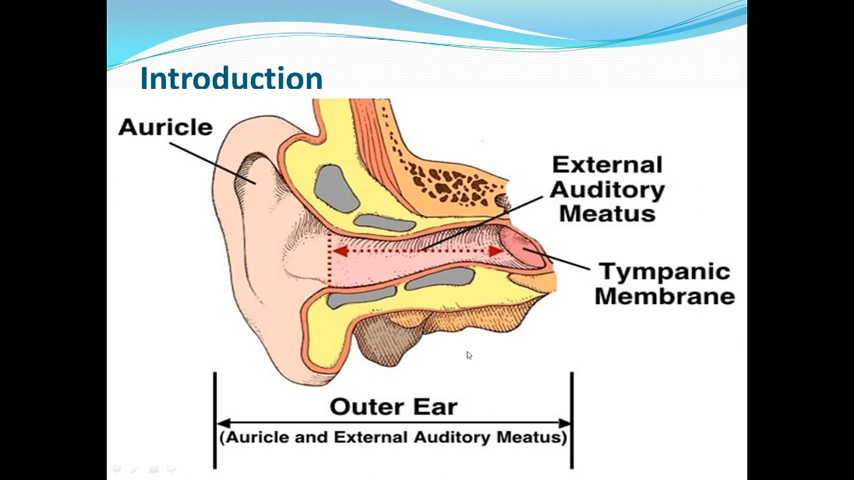 Introduction
Auricle
External
Auditory
Meatus
Tympanic
Membrane
Outer Ear
(Auricle and External Auditory Meatus)